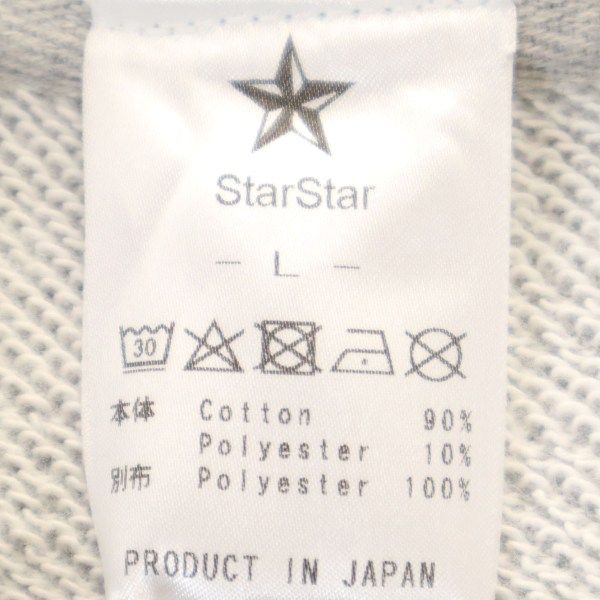 StarStar
- L -
30
本体 Cotton 90%
Polyester 10%
別布 Polyester 100%
PRODUCT IN JAPAN